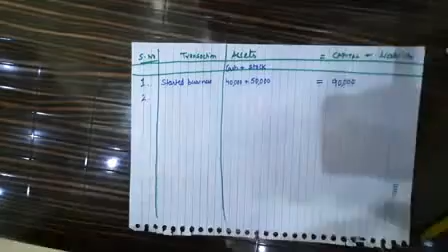 S.No Transaction Assets = Capital + Liabilities
Cash + Stock
1. Started business 40,000 + 50,000 = 90,000
2.